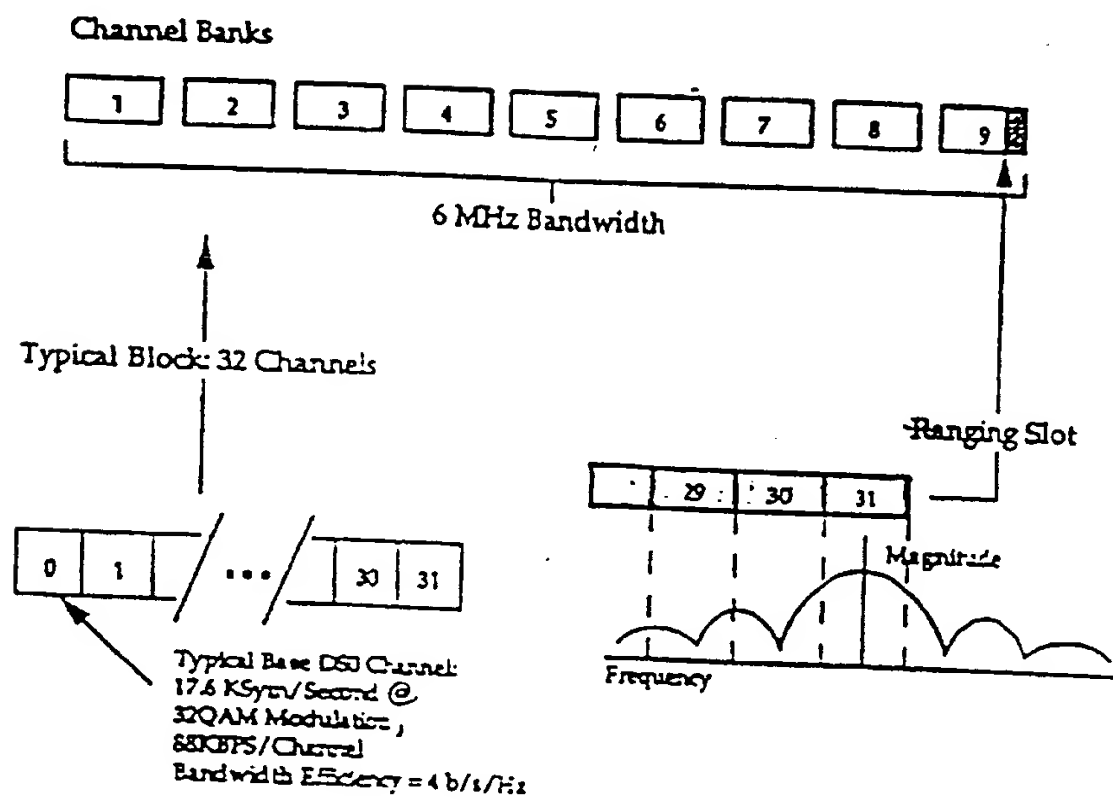 Channel Banks
1 2 3 4 5 6 7 8 9
6 MHz Bandwidth
Typical Block: 32 Channels
Ranging Slot
29 30 31
Magnitude
0 1 ... 30 31
Frequency
Typical Base DS0 Channel:
17.6 KSym/Second @
32QAM Modulation,
88KBPS/Channel
Bandwidth Efficiency = 4 b/s/Hz